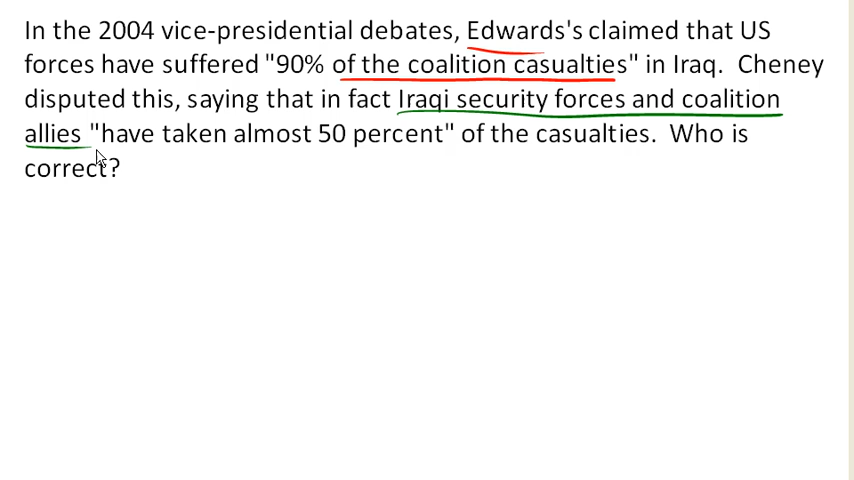 In the 2004 vice-presidential debates, Edwards's claimed that US
forces have suffered "90% of the coalition casualties" in Iraq.  Cheney
disputed this, saying that in fact Iraqi security forces and coalition
allies "have taken almost 50 percent" of the casualties.  Who is
correct?